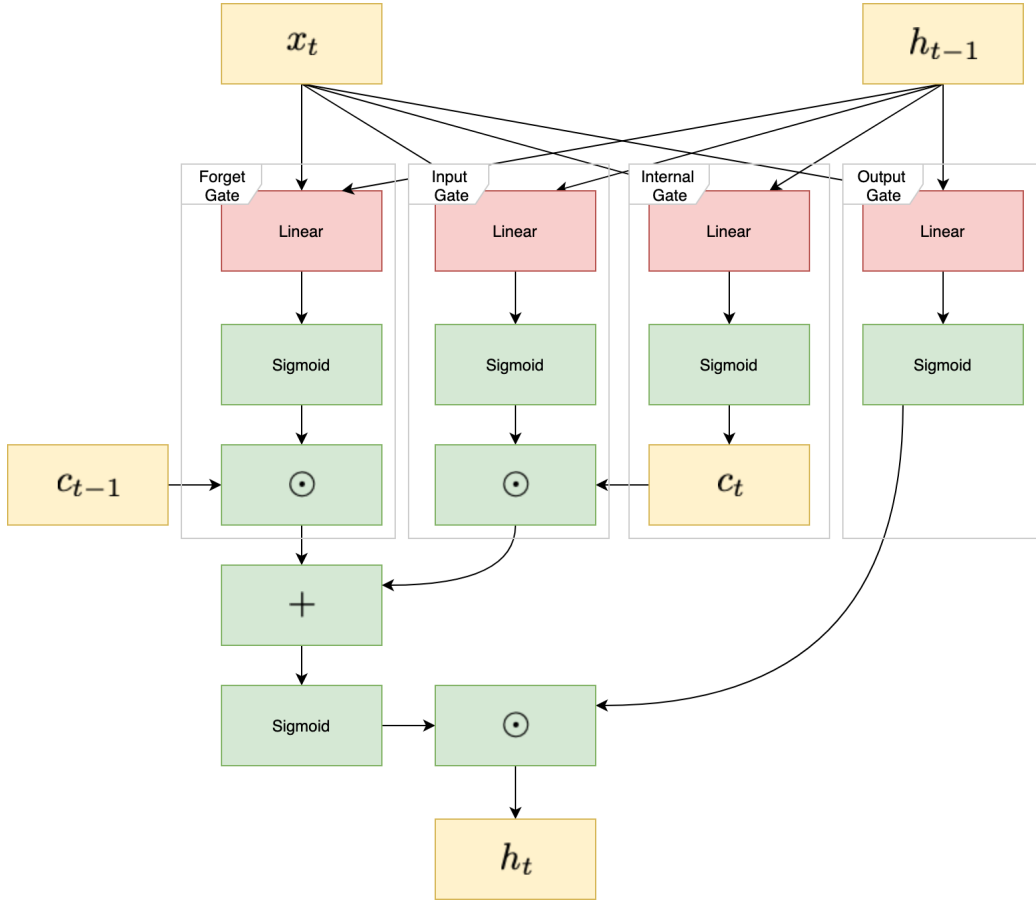 x_t
h_{t-1}
Forget
Gate
Input
Gate
Internal
Gate
Output
Gate
Linear
Linear
Linear
Linear
Sigmoid
Sigmoid
Sigmoid
Sigmoid
c_{t-1}
⊙
⊙
c_t
+
Sigmoid
⊙
h_t